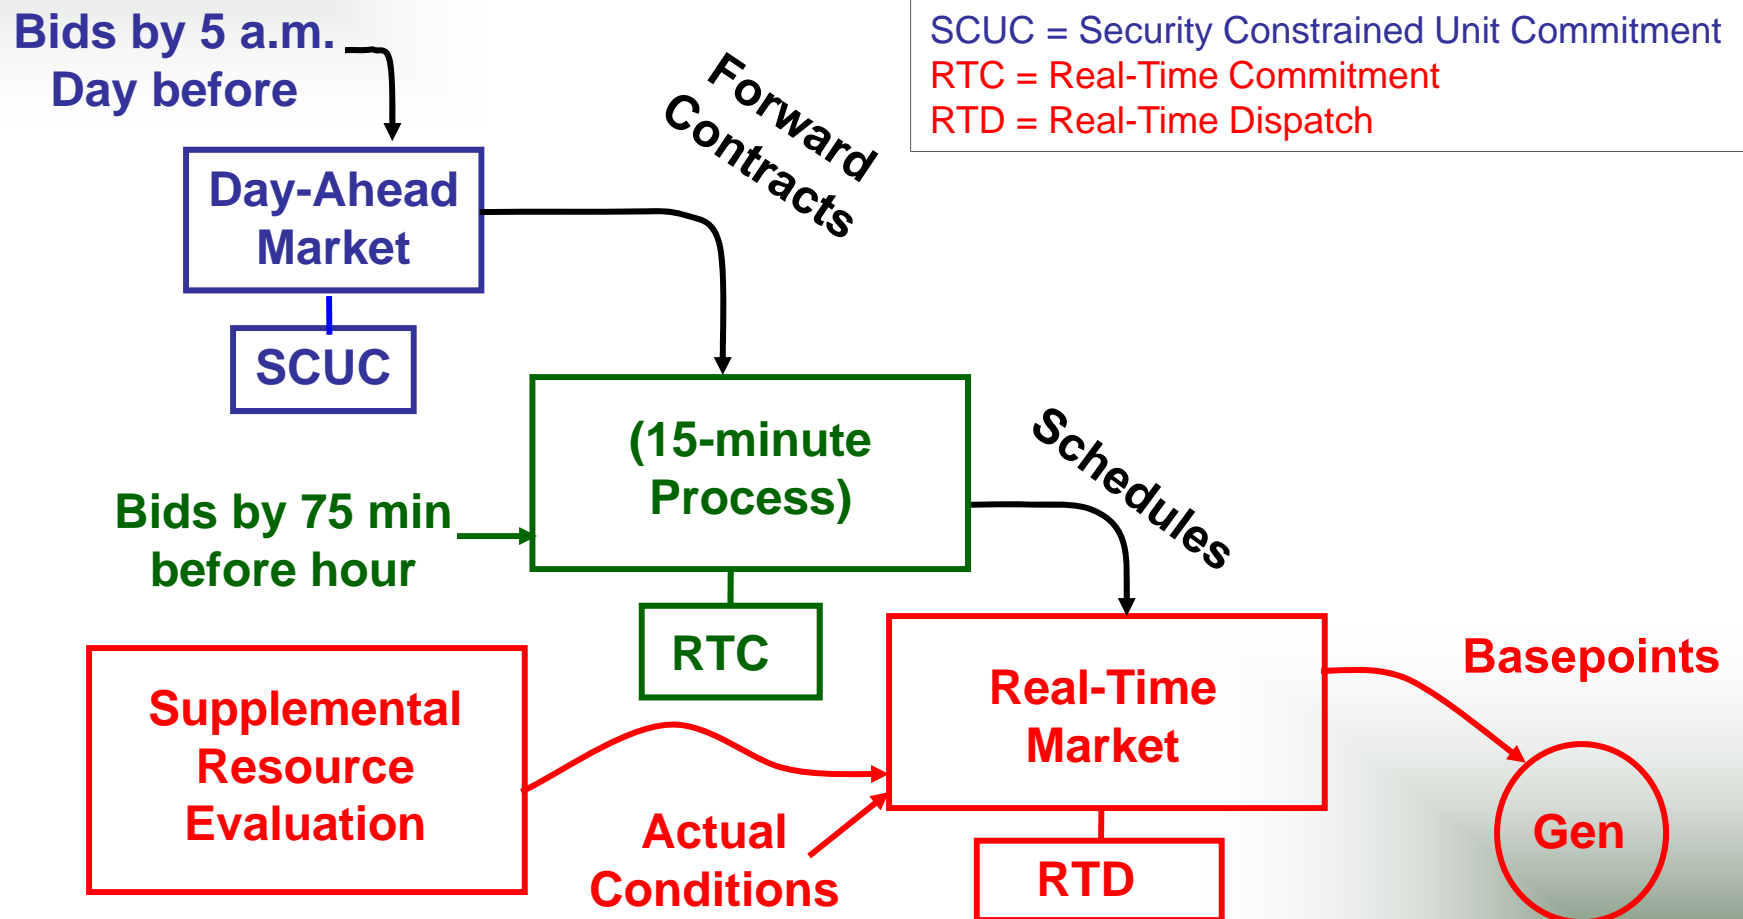 Bids by 5 a.m.
Day before
SCUC = Security Constrained Unit Commitment
RTC = Real-Time Commitment
RTD = Real-Time Dispatch
Forward
Contracts
Day-Ahead
Market
SCUC
(15-minute
Process)
Schedules
Bids by 75 min
before hour
RTC
Supplemental
Resource
Evaluation
Real-Time
Market
Basepoints
Actual
Conditions
RTD
Gen